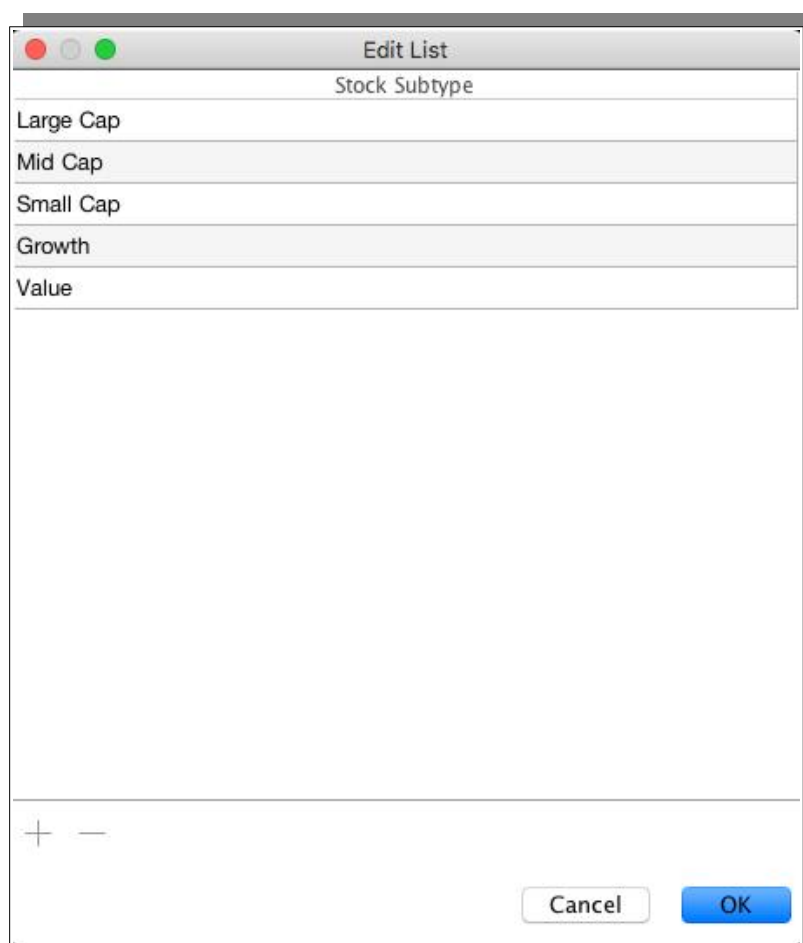 Edit List
Stock Subtype
Large Cap
Mid Cap
Small Cap
Growth
Value
+ −
Cancel OK